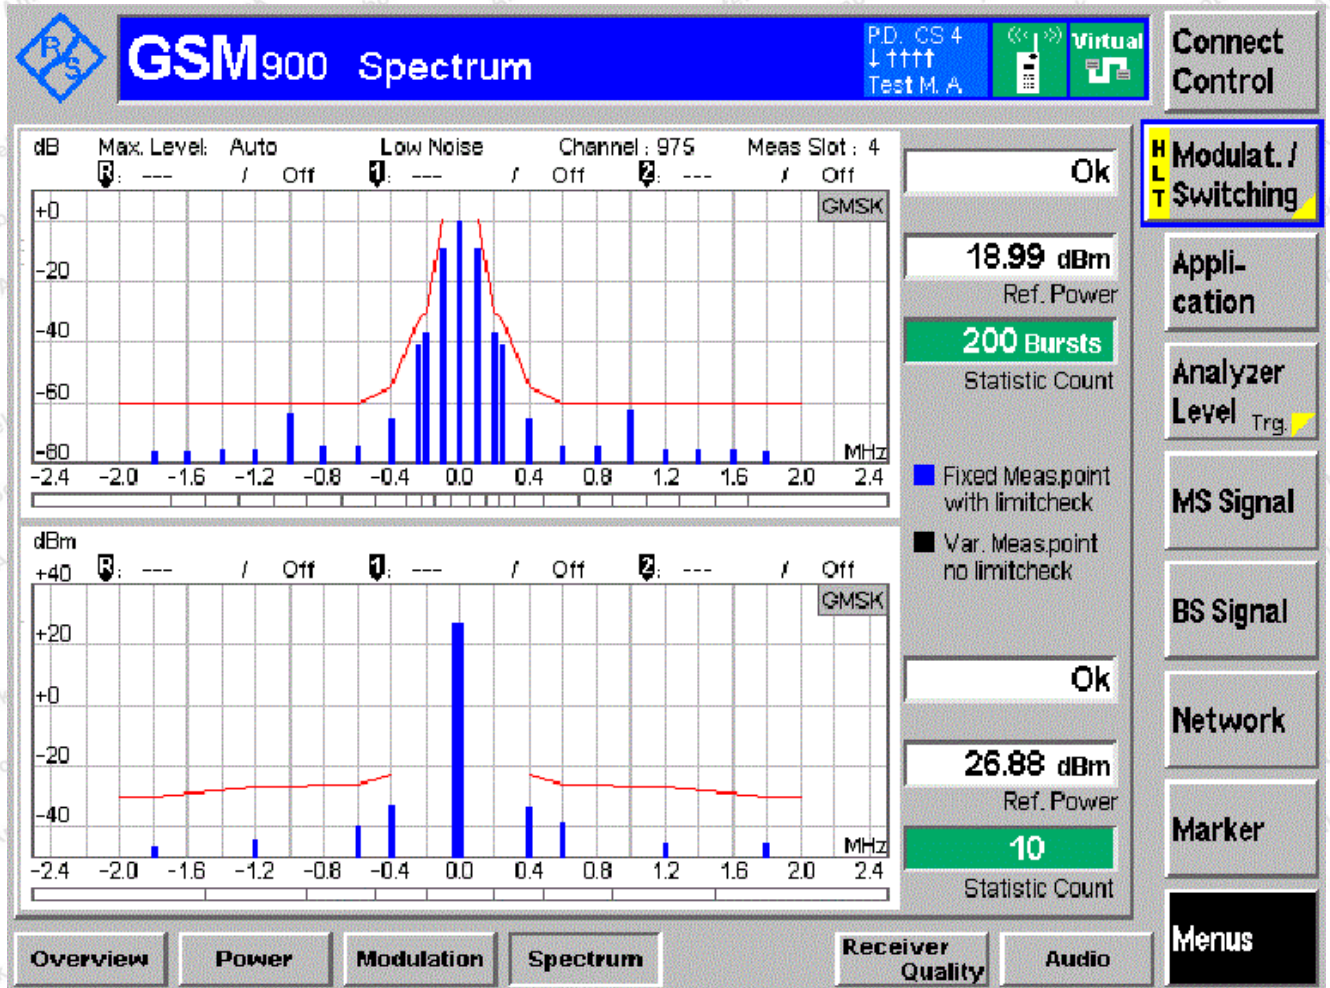 R/S
GSM900 Spectrum
P.D. CS 4
↓ ↑↑↑↑
Test M. A.
Virtual
Connect Control
dB Max. Level: Auto Low Noise Channel : 975 Meas Slot : 4
R: --- / Off 1: --- / Off 2: --- / Off
GMSK
+0
-20
-40
-60
-80
MHz
-2.4 -2.0 -1.6 -1.2 -0.8 -0.4 0.0 0.4 0.8 1.2 1.6 2.0 2.4
Ok
18.99 dBm
Ref. Power
200 Bursts
Statistic Count
Fixed Meas.point
with limitcheck
Var. Meas.point
no limitcheck
dBm
+40 R: --- / Off 1: --- / Off 2: --- / Off
GMSK
+20
+0
-20
-40
MHz
-2.4 -2.0 -1.6 -1.2 -0.8 -0.4 0.0 0.4 0.8 1.2 1.6 2.0 2.4
Ok
26.88 dBm
Ref. Power
10
Statistic Count
HLT
Modulat. /
Switching
Appli-
cation
Analyzer
Level Trg.
MS Signal
BS Signal
Network
Marker
Menus
Overview Power Modulation Spectrum Receiver Quality Audio